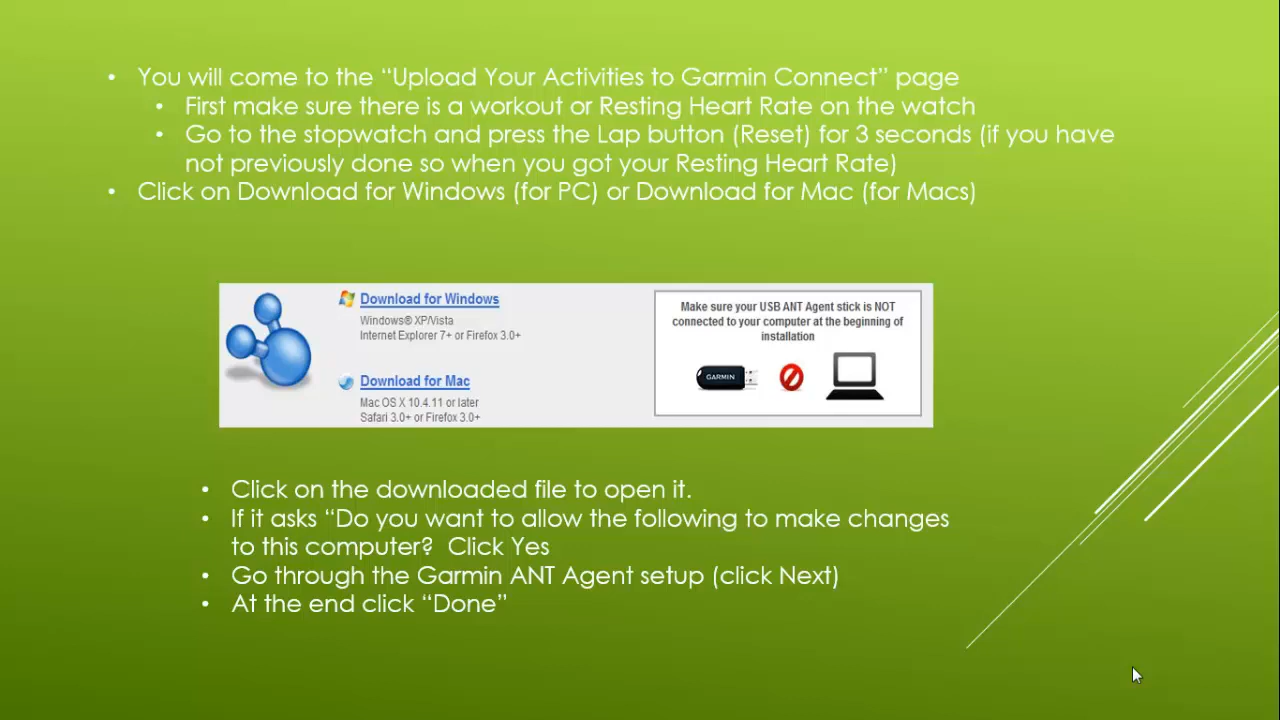 • You will come to the “Upload Your Activities to Garmin Connect” page
• First make sure there is a workout or Resting Heart Rate on the watch
• Go to the stopwatch and press the Lap button (Reset) for 3 seconds (if you have
not previously done so when you got your Resting Heart Rate)
• Click on Download for Windows (for PC) or Download for Mac (for Macs)
Download for Windows
Windows® XP/Vista
Internet Explorer 7+ or Firefox 3.0+
Download for Mac
Mac OS X 10.4.11 or later
Safari 3.0+ or Firefox 3.0+
Make sure your USB ANT Agent stick is NOT
connected to your computer at the beginning of
installation
GARMIN
• Click on the downloaded file to open it.
• If it asks “Do you want to allow the following to make changes
to this computer?  Click Yes
• Go through the Garmin ANT Agent setup (click Next)
• At the end click “Done”